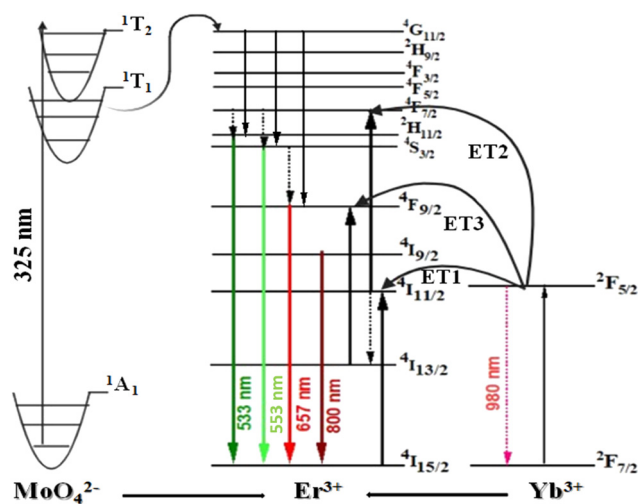 ¹T₂
¹T₁
325 nm
¹A₁
MoO₄²⁻
⁴G₁₁/₂
²H₉/₂
⁴F₃/₂
⁴F₅/₂
⁴F₇/₂
²H₁₁/₂
⁴S₃/₂
⁴F₉/₂
⁴I₉/₂
⁴I₁₁/₂
⁴I₁₃/₂
⁴I₁₅/₂
533 nm
553 nm
657 nm
800 nm
Er³⁺
ET2
ET3
ET1
²F₅/₂
980 nm
²F₇/₂
Yb³⁺